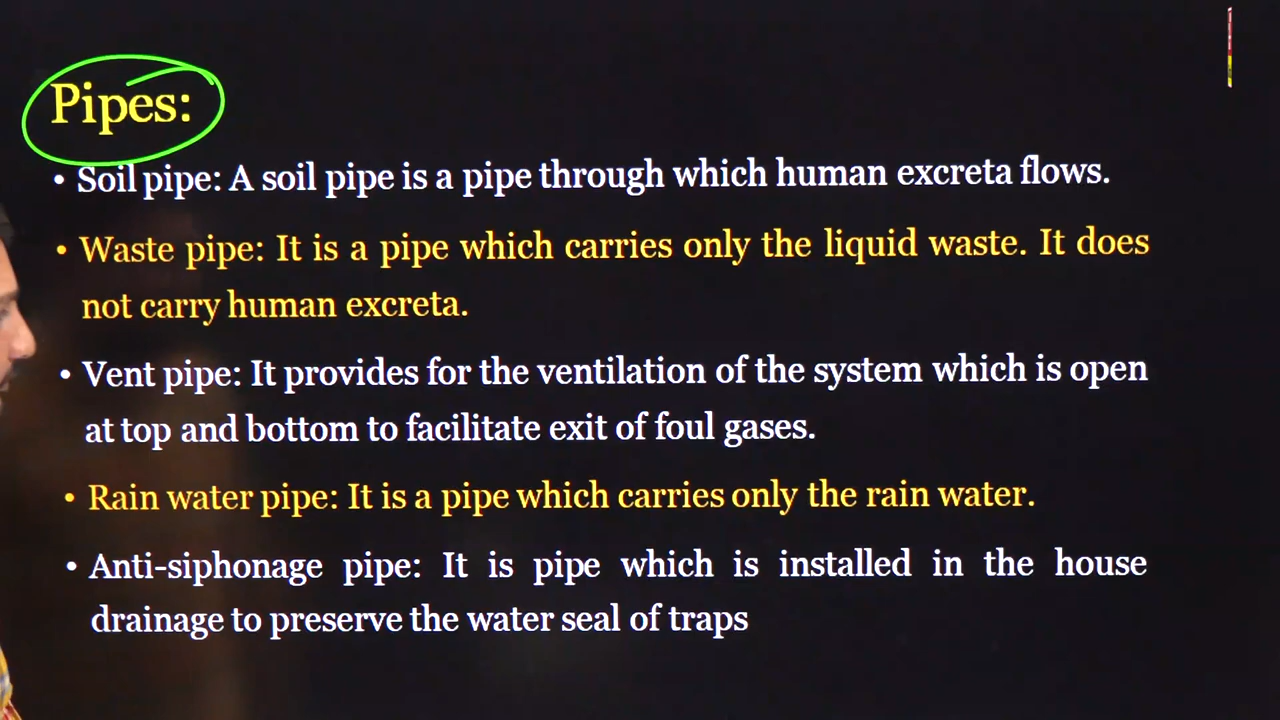 Pipes:
• Soil pipe: A soil pipe is a pipe through which human excreta flows.
• Waste pipe: It is a pipe which carries only the liquid waste. It does
not carry human excreta.
• Vent pipe: It provides for the ventilation of the system which is open
at top and bottom to facilitate exit of foul gases.
• Rain water pipe: It is a pipe which carries only the rain water.
• Anti-siphonage pipe: It is pipe which is installed in the house
drainage to preserve the water seal of traps